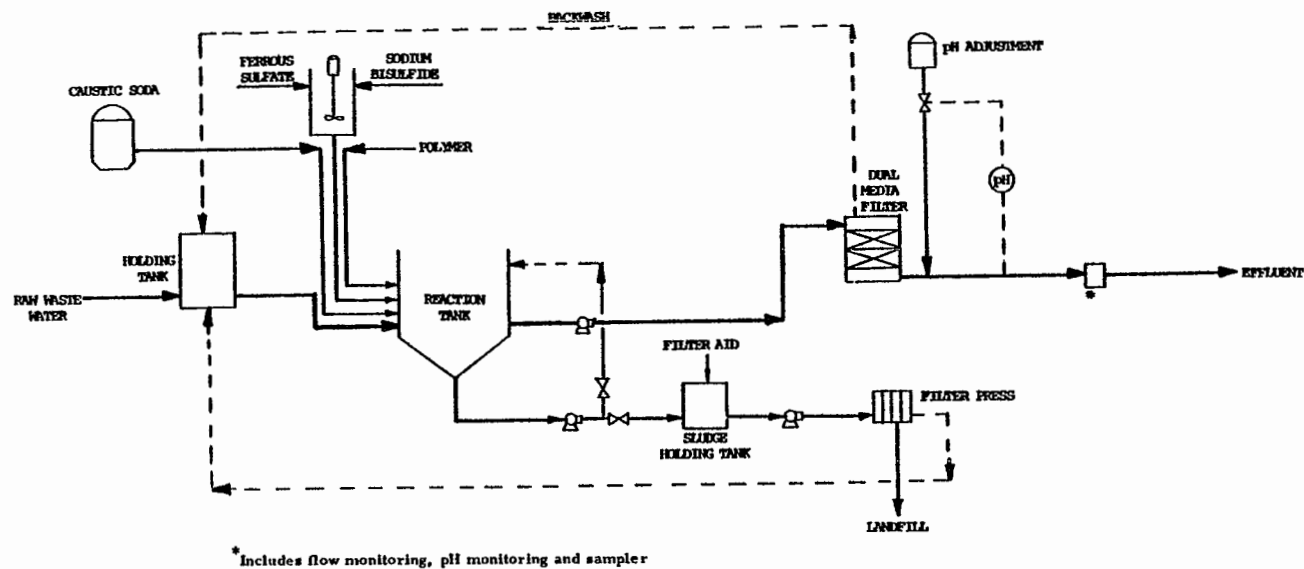 BACKWASH
FERROUS
SULFATE
SODIUM
BISULFIDE
pH ADJUSTMENT
CAUSTIC SODA
POLYMER
DUAL
MEDIA
FILTER
pH
HOLDING
TANK
RAW WASTE
WATER
REACTION
TANK
EFFLUENT
*
FILTER AID
FILTER PRESS
SLUDGE
HOLDING TANK
LANDFILL
*Includes flow monitoring, pH monitoring and sampler